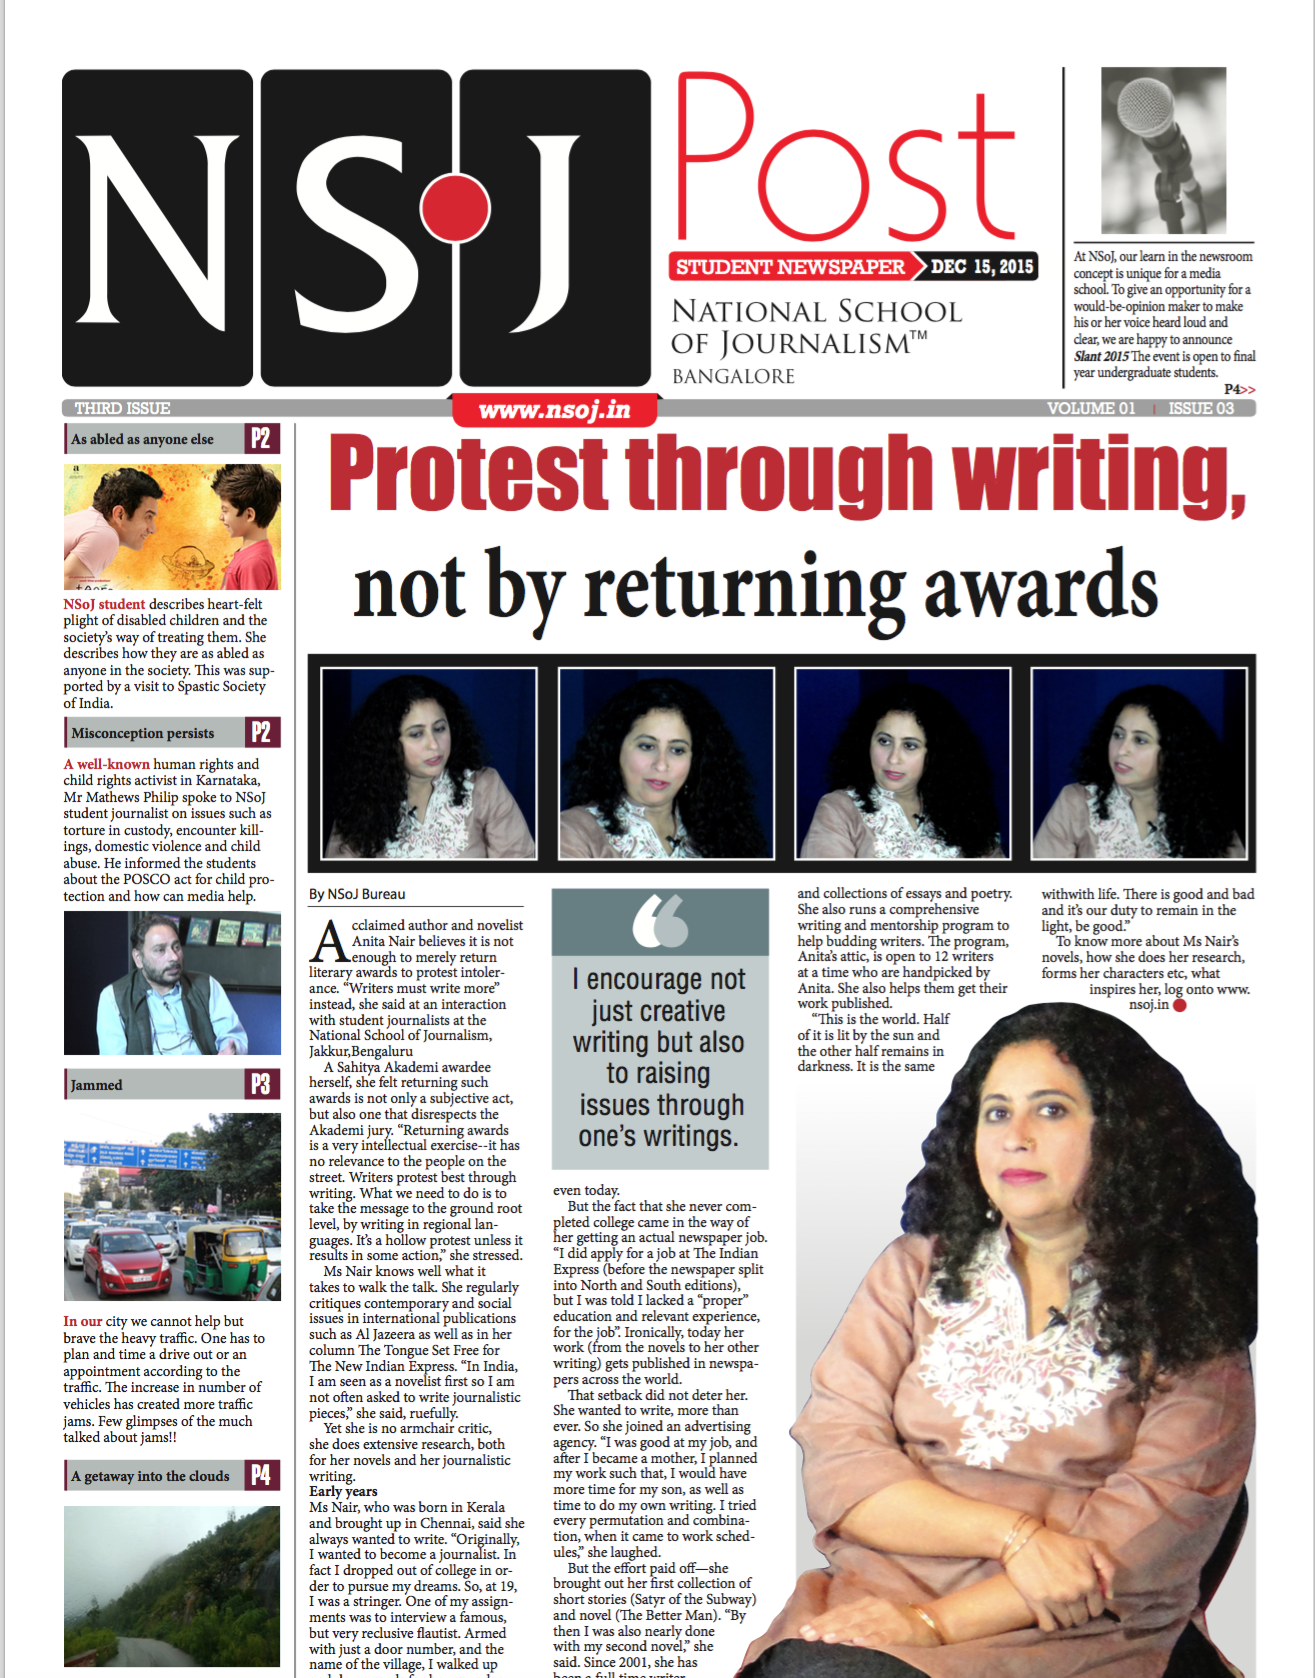 NSJ
Post
STUDENT NEWSPAPER
DEC 15, 2015
NATIONAL SCHOOL
OF JOURNALISM™
BANGALORE
At NSoJ, our learn in the newsroom
concept is unique for a media
school. To give an opportunity for a
would-be-opinion maker to make
his or her voice heard loud and
clear, we are happy to announce
Slant 2015 The event is open to final
year undergraduate students.
P4>>
THIRD ISSUE
www.nsoj.in
VOLUME 01 | ISSUE 03
As abled as anyone else P2
NSoJ student describes heart-felt
plight of disabled children and the
society's way of treating them. She
describes how they are as abled as
anyone in the society. This was sup-
ported by a visit to Spastic Society
of India.
Misconception persists P2
A well-known human rights and
child rights activist in Karnataka,
Mr Mathews Philip spoke to NSoJ
student journalist on issues such as
torture in custody, encounter kill-
ings, domestic violence and child
abuse. He informed the students
about the POSCO act for child pro-
tection and how can media help.
Jammed P3
In our city we cannot help but
brave the heavy traffic. One has to
plan and time a drive out or an
appointment according to the
traffic. The increase in number of
vehicles has created more traffic
jams. Few glimpses of the much
talked about jams!!
A getaway into the clouds P4
Protest through writing,
not by returning awards
By NSoJ Bureau
Acclaimed author and novelist
Anita Nair believes it is not
enough to merely return
literary awards to protest intoler-
ance. “Writers must write more”
instead, she said at an interaction
with student journalists at the
National School of Journalism,
Jakkur,Bengaluru
A Sahitya Akademi awardee
herself, she felt returning such
awards is not only a subjective act,
but also one that disrespects the
Akademi jury. “Returning awards
is a very intellectual exercise--it has
no relevance to the people on the
street. Writers protest best through
writing. What we need to do is to
take the message to the ground root
level, by writing in regional lan-
guages. It's a hollow protest unless it
results in some action,” she stressed.
Ms Nair knows well what it
takes to walk the talk. She regularly
critiques contemporary and social
issues in international publications
such as Al Jazeera as well as in her
column The Tongue Set Free for
The New Indian Express. “In India,
I am seen as a novelist first so I am
not often asked to write journalistic
pieces,” she said, ruefully.
Yet she is no armchair critic,
she does extensive research, both
for her novels and her journalistic
writing.
Early years
Ms Nair, who was born in Kerala
and brought up in Chennai, said she
always wanted to write. “Originally,
I wanted to become a journalist. In
fact I dropped out of college in or-
der to pursue my dreams. So, at 19,
I was a stringer. One of my assign-
ments was to interview a famous,
but very reclusive flautist. Armed
with just a door number, and the
name of the village, I walked up
I encourage not
just creative
writing but also
to raising
issues through
one's writings.
even today.
But the fact that she never com-
pleted college came in the way of
her getting an actual newspaper job.
“I did apply for a job at The Indian
Express (before the newspaper split
into North and South editions),
but I was told I lacked a “proper”
education and relevant experience,
for the job”. Ironically, today her
work (from the novels to her other
writing) gets published in newspa-
pers across the world.
That setback did not deter her.
She wanted to write, more than
ever. So she joined an advertising
agency. “I was good at my job, and
after I became a mother, I planned
my work such that, I would have
more time for my son, as well as
time to do my own writing. I tried
every permutation and combina-
tion, when it came to work sched-
ules,” she laughed.
But the effort paid off—she
brought out her first collection of
short stories (Satyr of the Subway)
and novel (The Better Man). “By
then I was also nearly done
with my second novel,” she
said. Since 2001, she has
been a full time writer
and collections of essays and poetry.
She also runs a comprehensive
writing and mentorship program to
help budding writers. The program,
Anita's attic, is open to 12 writers
at a time who are handpicked by
Anita. She also helps them get their
work published.
“This is the world. Half
of it is lit by the sun and
the other half remains in
darkness. It is the same
withwith life. There is good and bad
and it's our duty to remain in the
light, be good.”
To know more about Ms Nair's
novels, how she does her research,
forms her characters etc, what
inspires her, log onto www.
nsoj.in